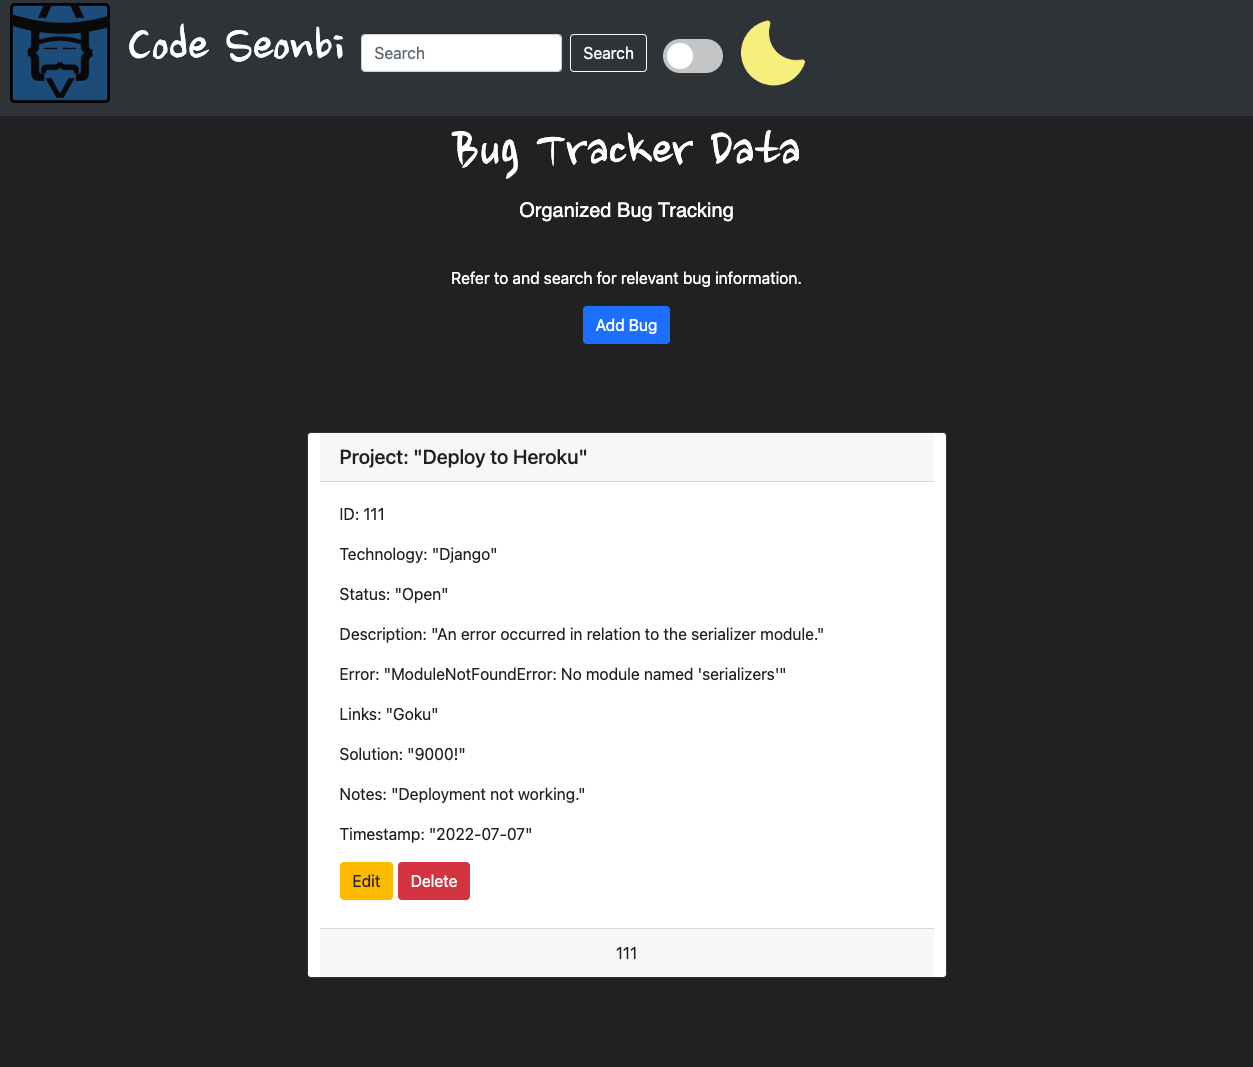 Code Seonbi
Search
Search
Bug Tracker Data
Organized Bug Tracking
Refer to and search for relevant bug information.
Add Bug
Project: "Deploy to Heroku"
ID: 111
Technology: "Django"
Status: "Open"
Description: "An error occurred in relation to the serializer module."
Error: "ModuleNotFoundError: No module named 'serializers'"
Links: "Goku"
Solution: "9000!"
Notes: "Deployment not working."
Timestamp: "2022-07-07"
Edit Delete
111